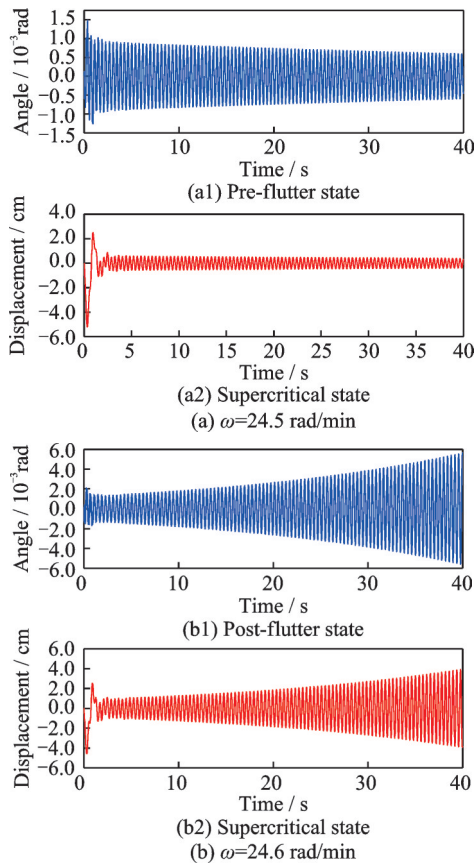 Angle / 10⁻³rad
1.5
1.0
0.5
0.0
−0.5
−1.0
1.5
0 10 20 30 40
Time / s
(a1) Pre-flutter state
Displacement / cm
4.0
2.0
0.0
−2.0
−4.0
−6.0
0 5 10 15 20 25 30 35 40
Time / s
(a2) Supercritical state
(a) ω=24.5 rad/min
Angle / 10⁻³rad
6.0
4.0
2.0
0.0
−2.0
−4.0
−6.0
0 10 20 30 40
Time / s
(b1) Post-flutter state
Displacement / cm
6.0
4.0
2.0
0.0
−2.0
−4.0
−6.0
0 10 20 30 40
Time / s
(b2) Supercritical state
(b) ω=24.6 rad/min